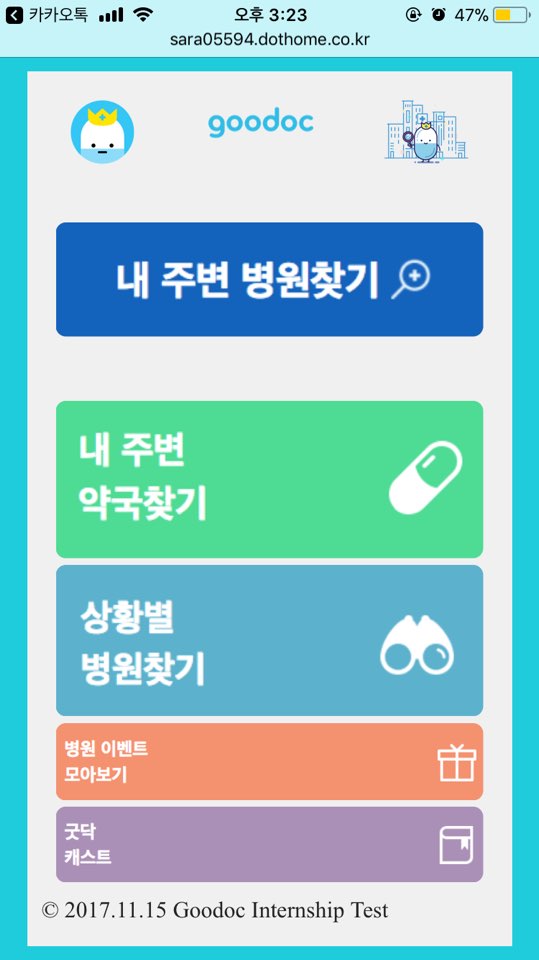 카카오톡 오후 3:23 47%
sara05594.dothome.co.kr
goodoc
내 주변 병원찾기
내 주변
약국찾기
상황별
병원찾기
병원 이벤트
모아보기
굿닥
캐스트
© 2017.11.15 Goodoc Internship Test